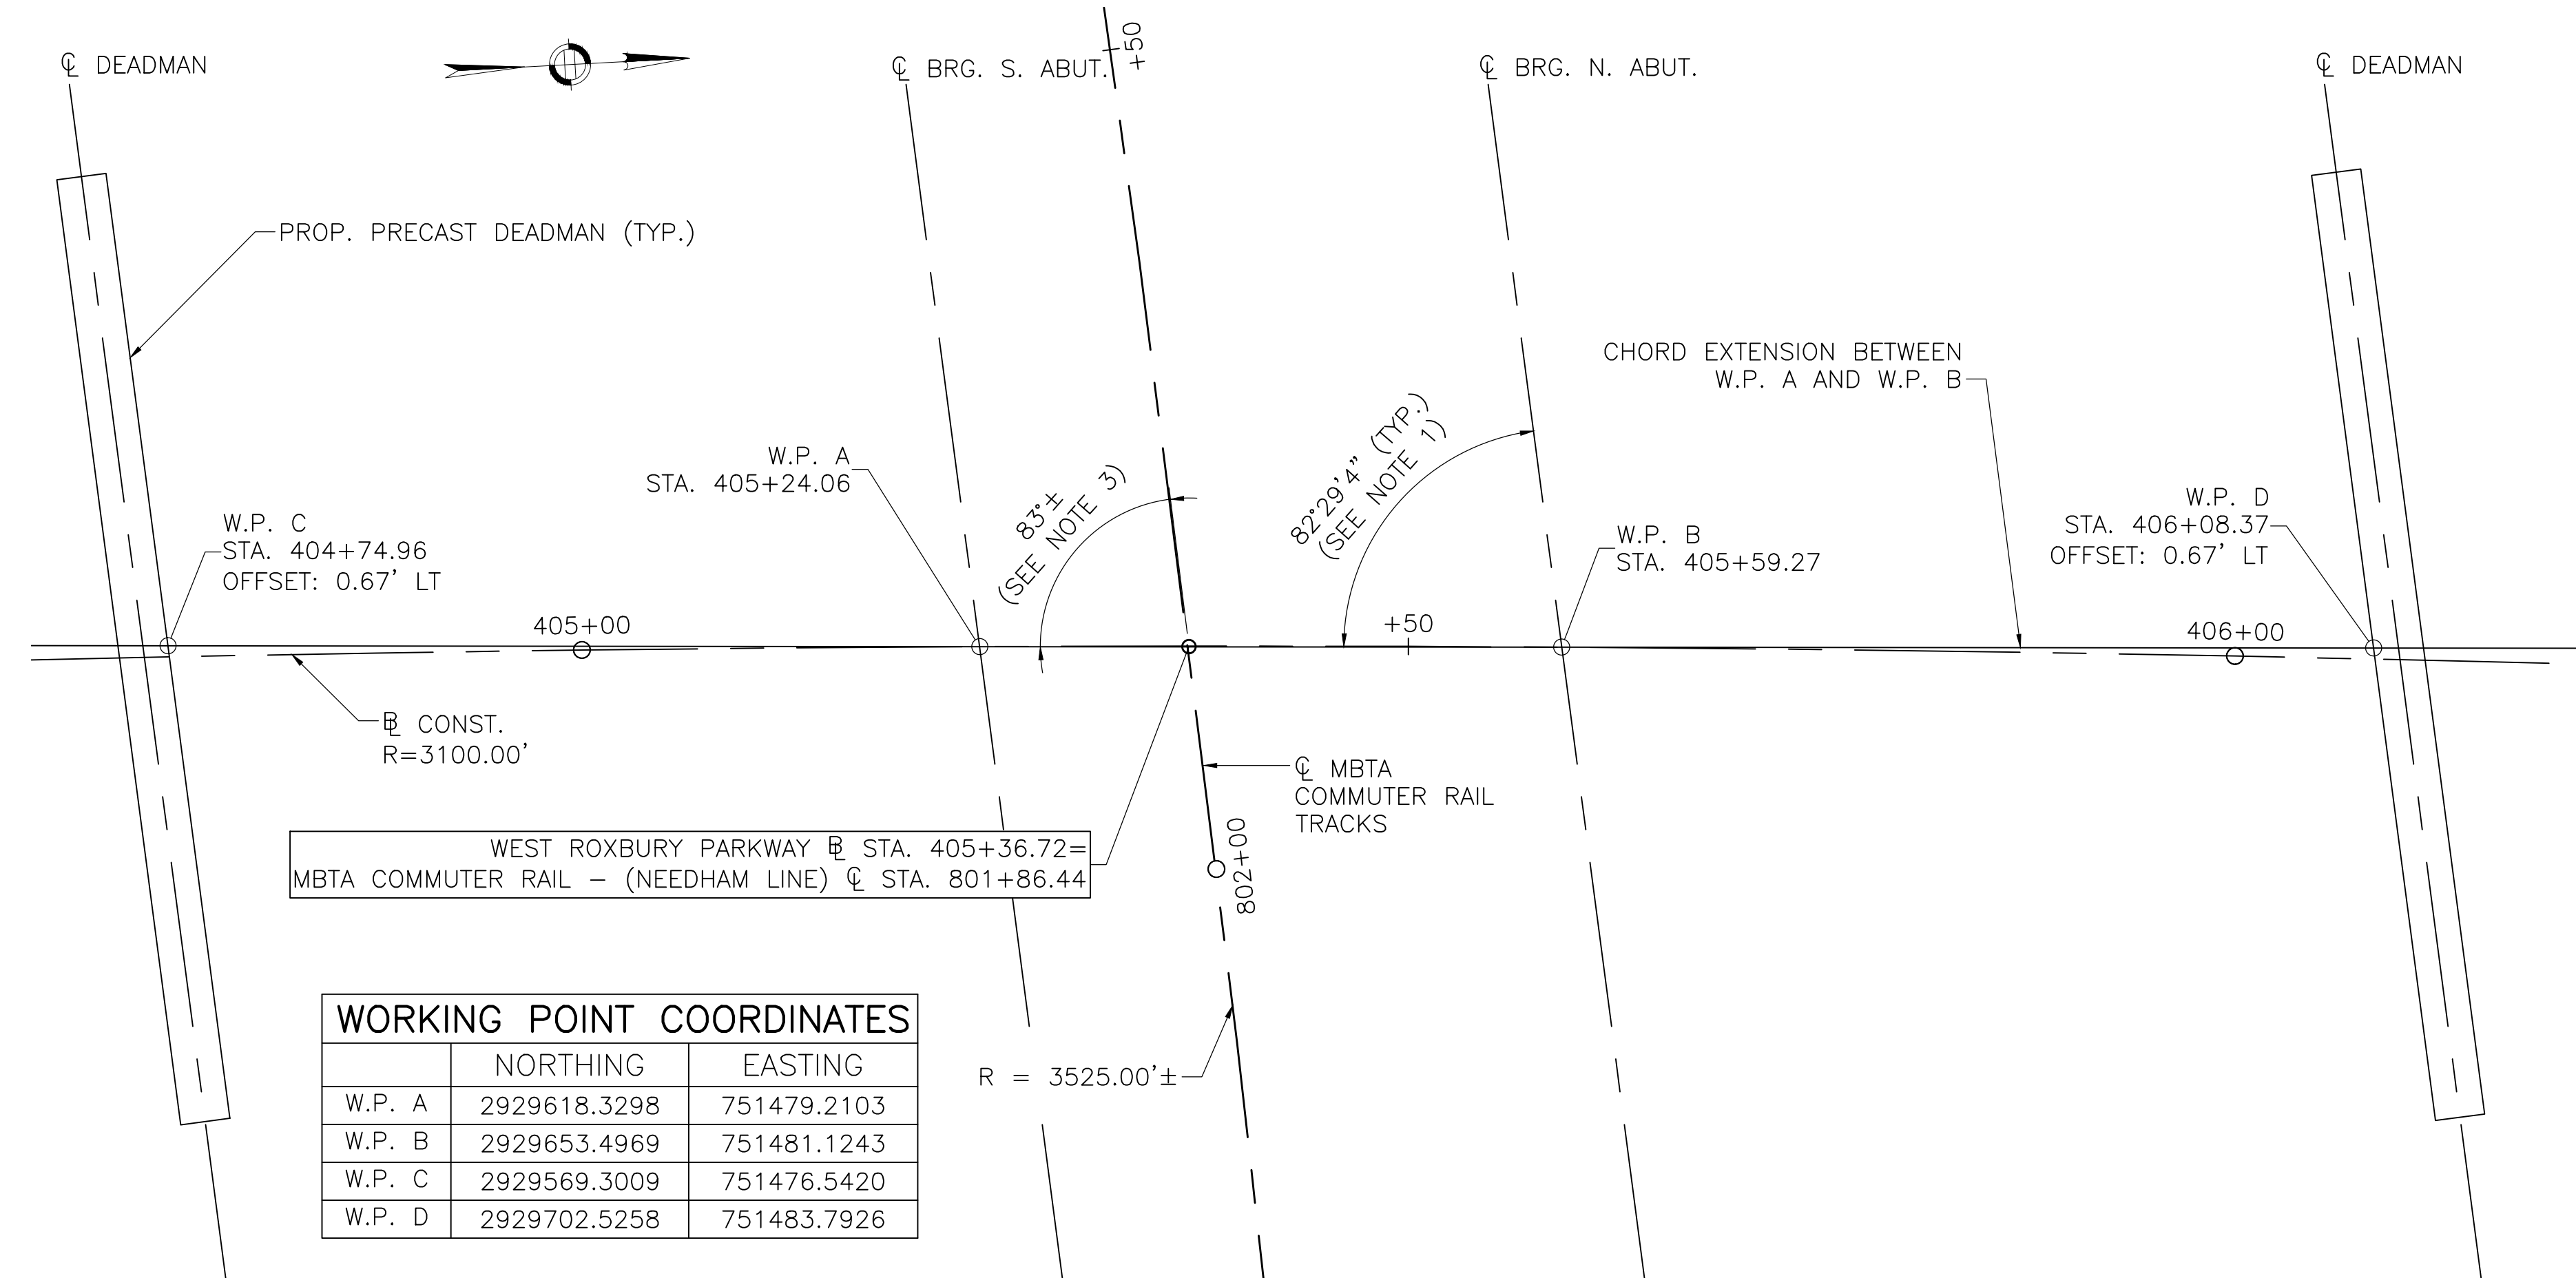 ℄ DEADMAN
℄ BRG. S. ABUT.
+50
℄ BRG. N. ABUT.
℄ DEADMAN
PROP. PRECAST DEADMAN (TYP.)
CHORD EXTENSION BETWEEN
W.P. A AND W.P. B
W.P. A
STA. 405+24.06
83°±
(SEE NOTE 3)
82°29'4" (TYP.)
(SEE NOTE 1)
W.P. C
STA. 404+74.96
OFFSET: 0.67' LT
W.P. B
STA. 405+59.27
W.P. D
STA. 406+08.37
OFFSET: 0.67' LT
405+00
+50
406+00
BL CONST.
R=3100.00'
℄ MBTA
COMMUTER RAIL
TRACKS
WEST ROXBURY PARKWAY BL STA. 405+36.72=
MBTA COMMUTER RAIL – (NEEDHAM LINE) ℄ STA. 801+86.44
802+00
R = 3525.00'±
WORKING POINT COORDINATES
NORTHING EASTING
W.P. A 2929618.3298 751479.2103
W.P. B 2929653.4969 751481.1243
W.P. C 2929569.3009 751476.5420
W.P. D 2929702.5258 751483.7926